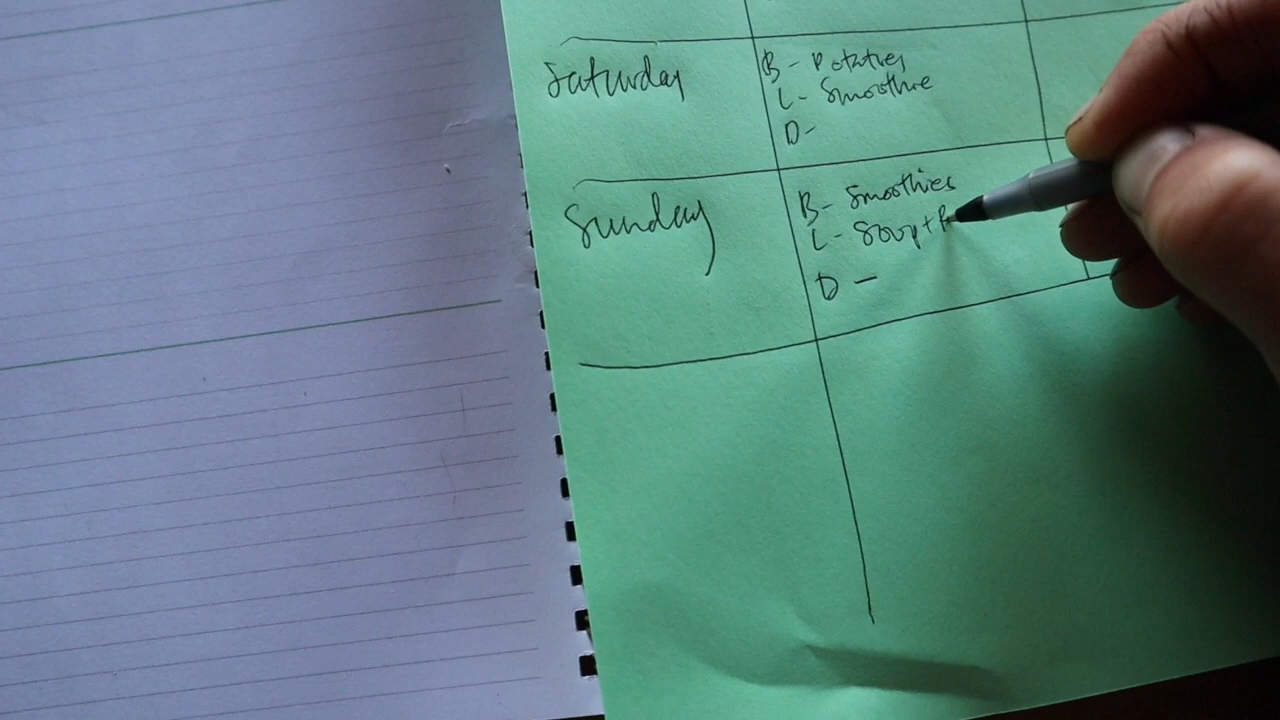 Saturday
B - Potatoes
L - Smoothie
D -
Sunday
B - Smoothies
L - Soup +
D -